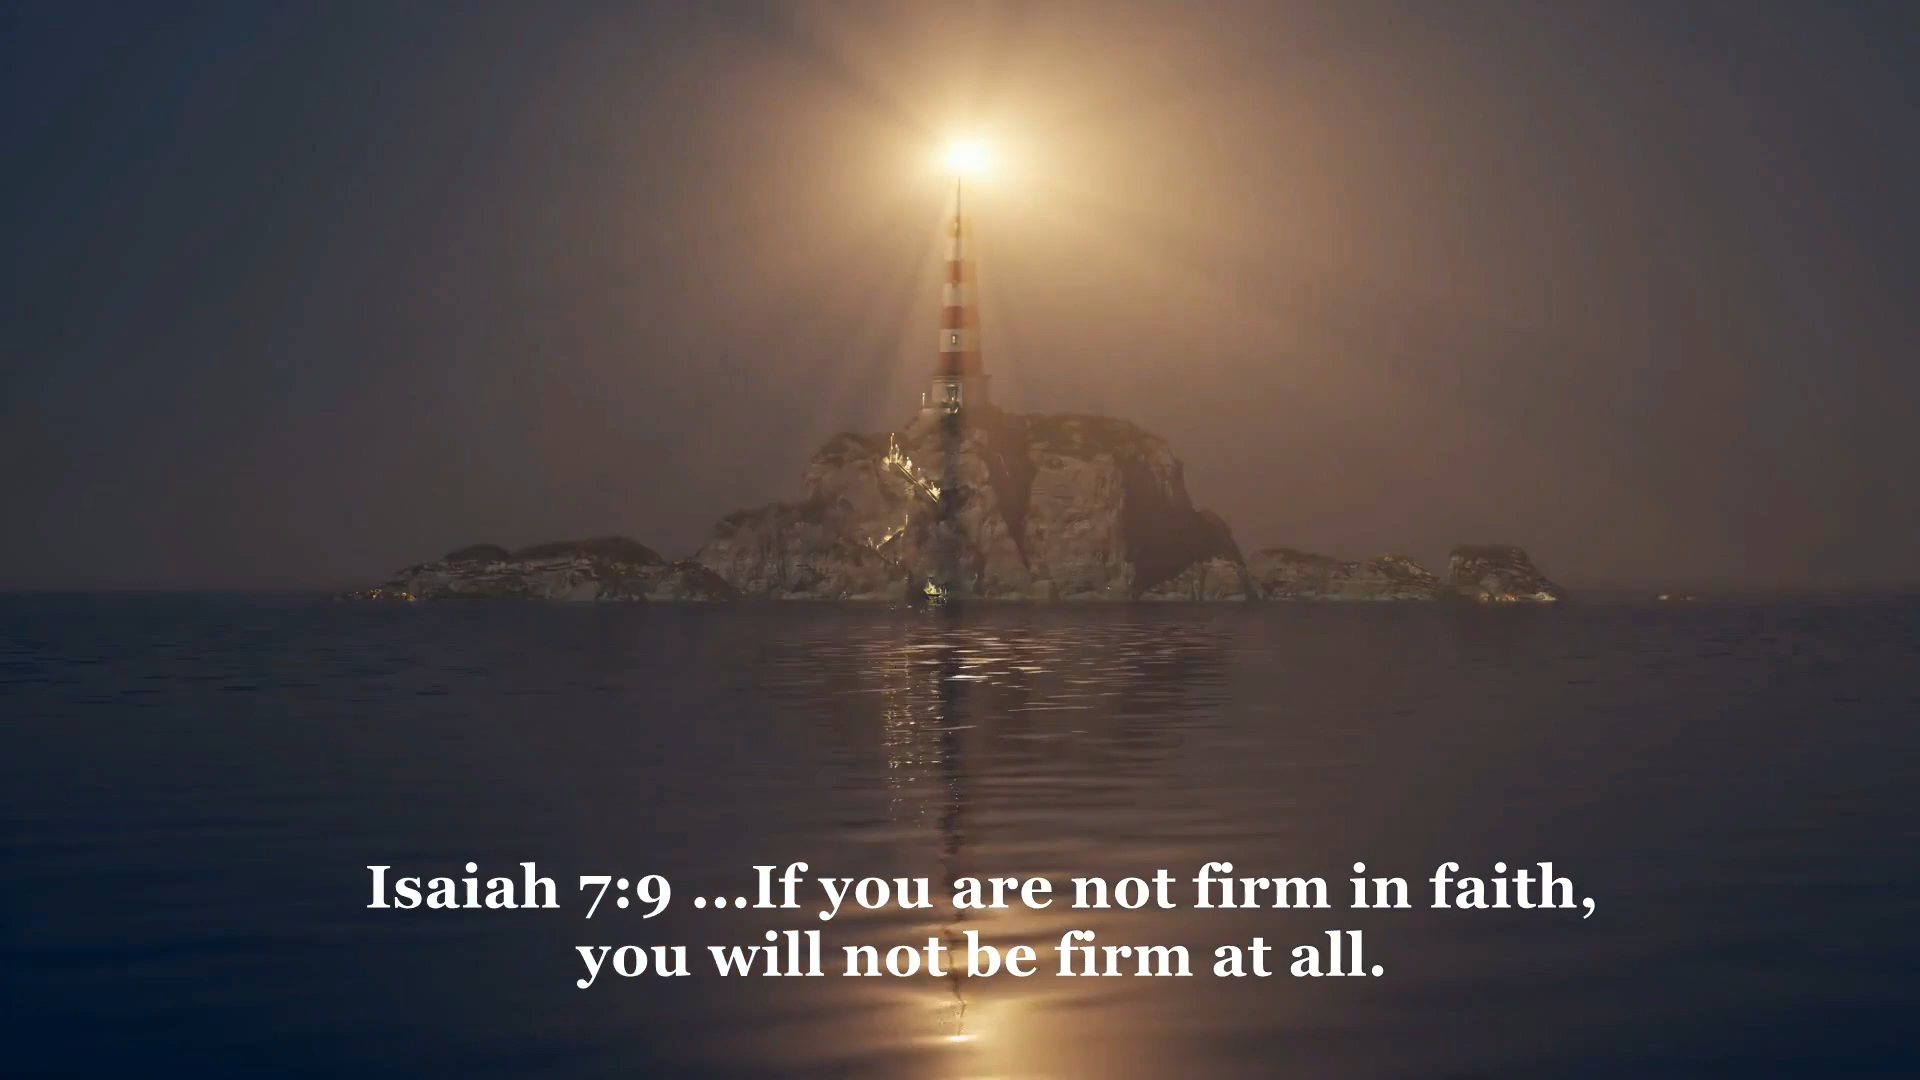 Isaiah 7:9 ...If you are not firm in faith,
you will not be firm at all.